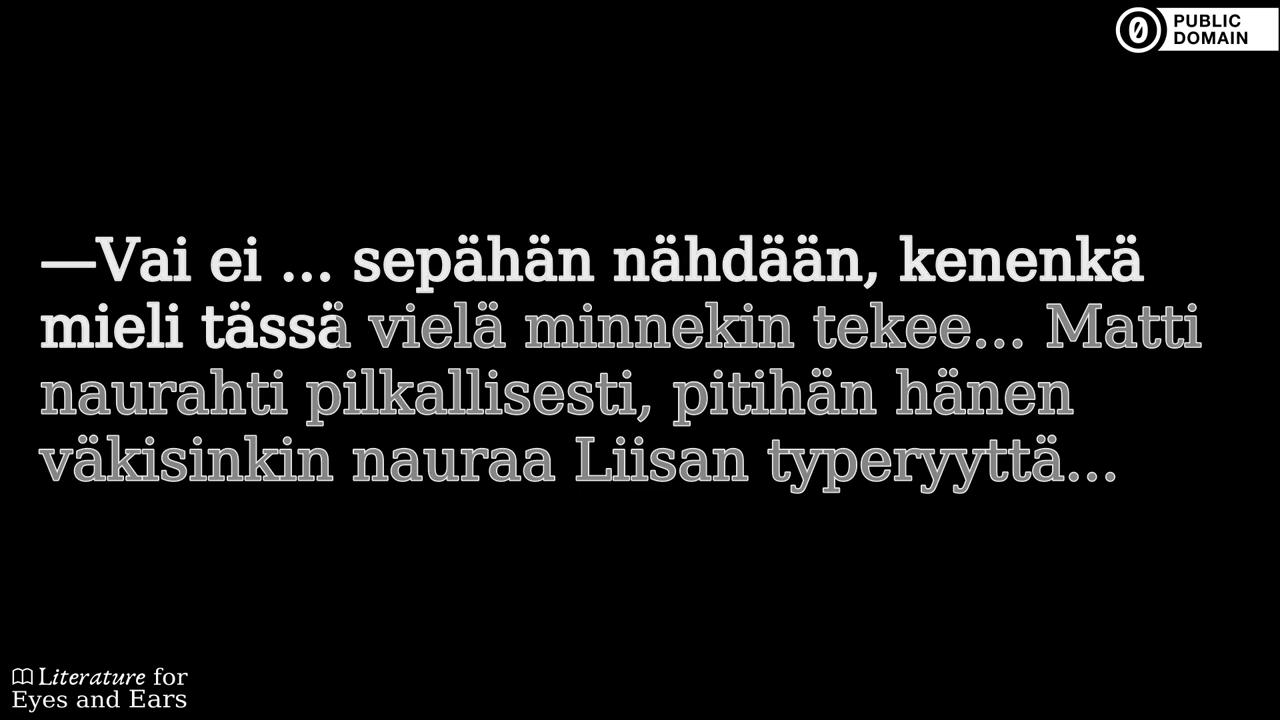 PUBLIC
DOMAIN
—Vai ei ... sepähän nähdään, kenenkä
mieli tässä vielä minnekin tekee... Matti
naurahti pilkallisesti, pitihän hänen
väkisinkin nauraa Liisan typeryyttä...
Literature for
Eyes and Ears